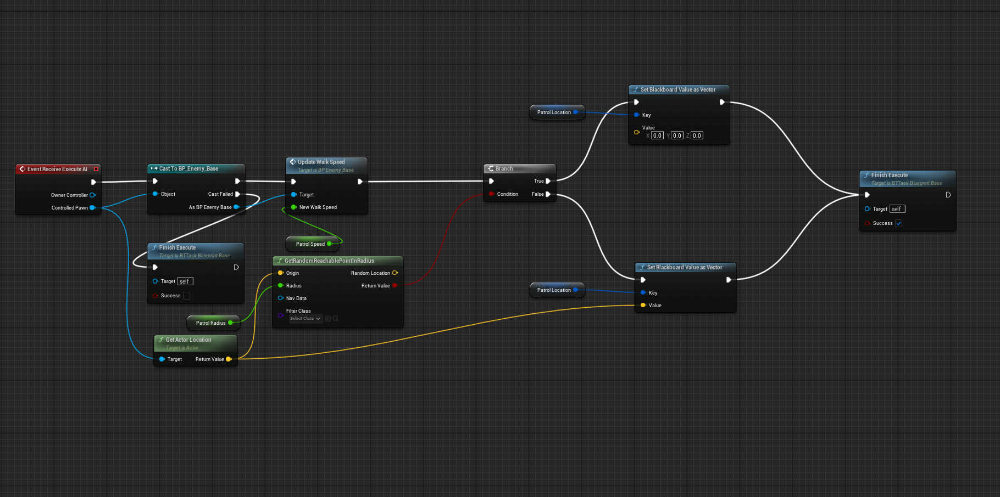 Event Receive Execute AI
Owner Controller
Controlled Pawn
Cast To BP_Enemy_Base
Object
Cast Failed
As BP Enemy Base
Finish Execute
Target is BTTask Blueprint Base
Target self
Success
Patrol Radius
Get Actor Location
Target is Actor
Target Return Value
Update Walk Speed
Target is BP Enemy Base
Target
New Walk Speed
Patrol Speed
GetRandomReachablePointInRadius
Origin Random Location
Radius Return Value
Nav Data
Filter Class
Select Class
Branch
True
Condition False
Patrol Location
Set Blackboard Value as Vector
Key
Value
X 0.0 Y 0.0 Z 0.0
Patrol Location
Set Blackboard Value as Vector
Key
Value
Finish Execute
Target is BTTask Blueprint Base
Target self
Success